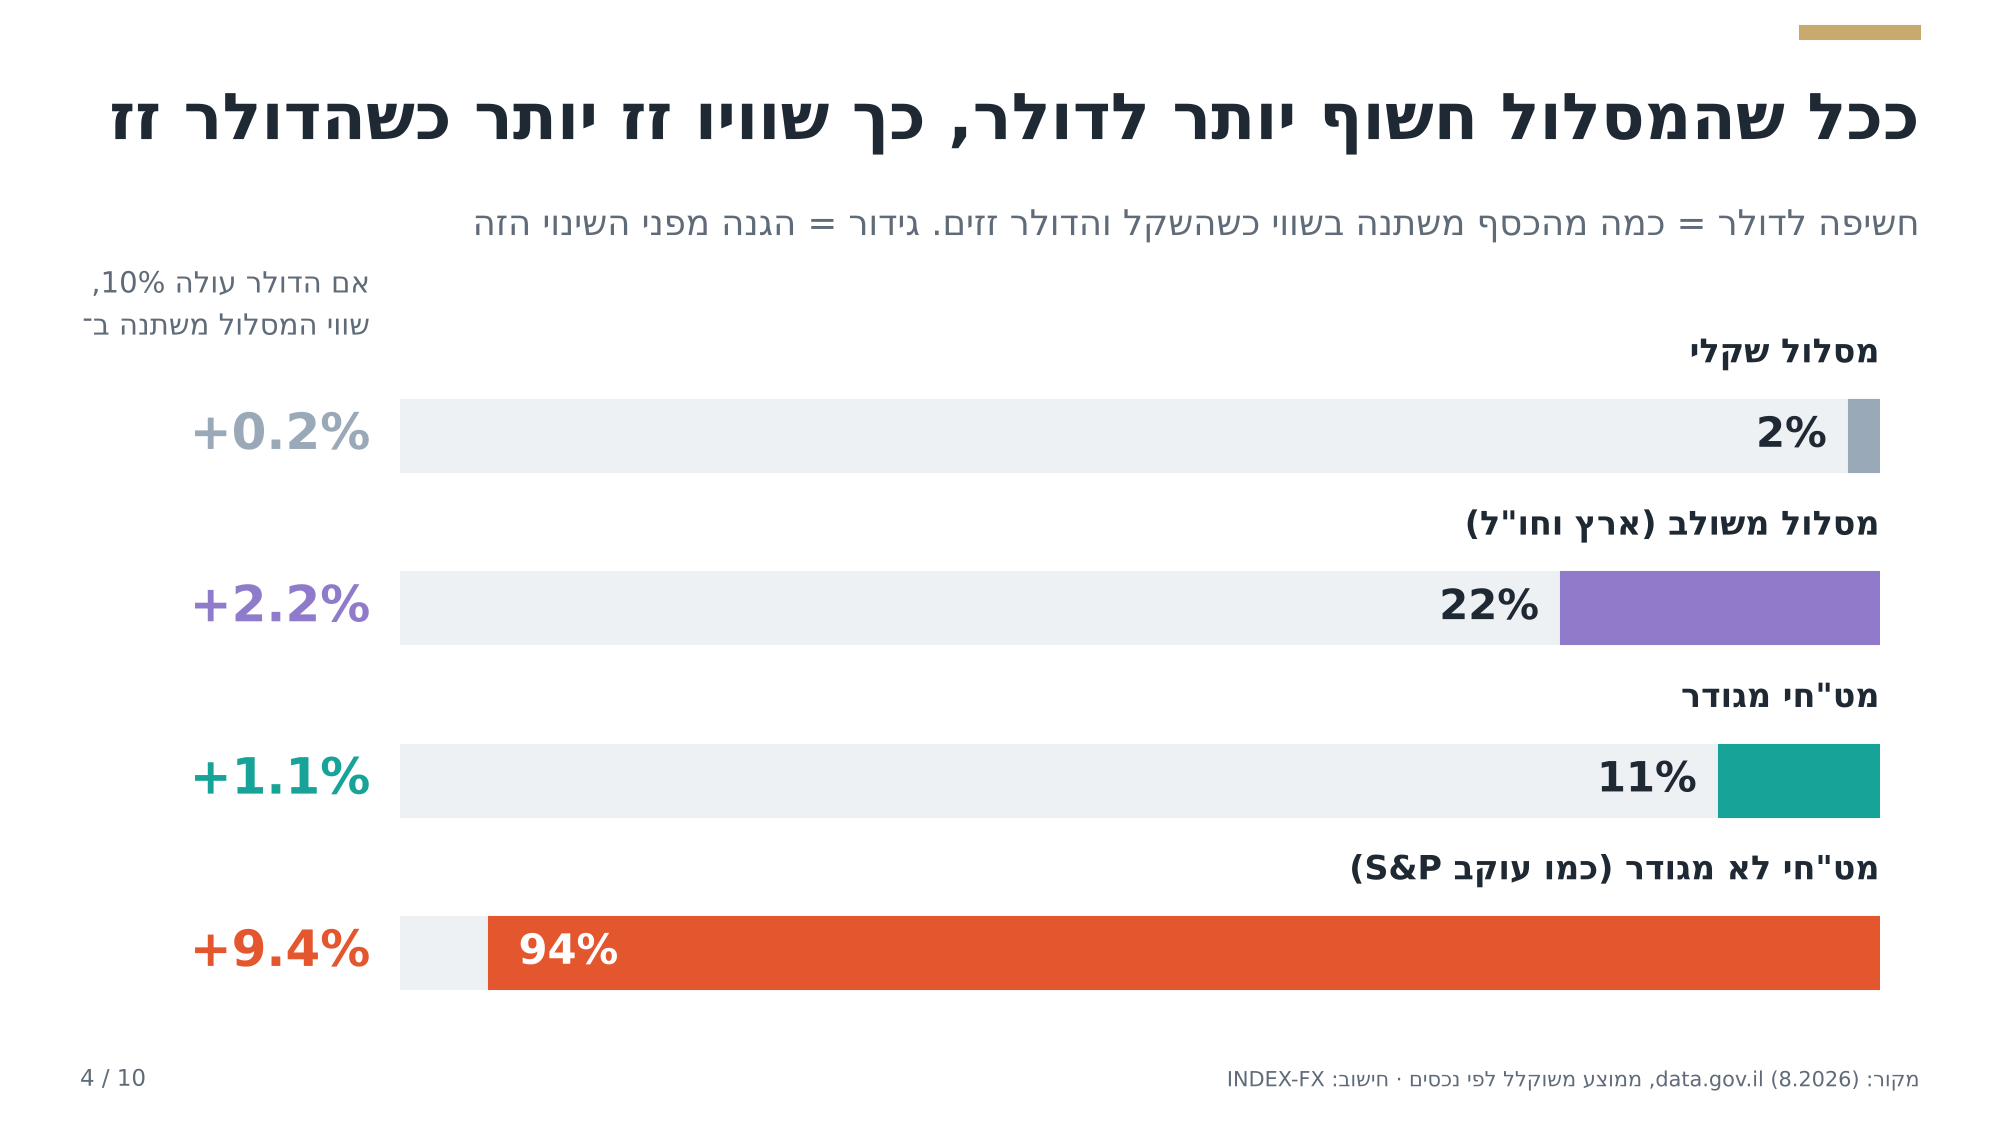 ככל שהמסלול חשוף יותר לדולר, כך שוויו זז יותר כשהדולר זז
חשיפה לדולר = כמה מהכסף משתנה בשווי כשהשקל והדולר זזים. גידור = הגנה מפני השינוי הזה
אם הדולר עולה 10%,
שווי המסלול משתנה ב־
מסלול שקלי
2%
+0.2%
מסלול משולב (ארץ וחו"ל)
22%
+2.2%
מט"חי מגודר
11%
+1.1%
מט"חי לא מגודר (כמו עוקב S&P)
94%
+9.4%
מקור: data.gov.il (8.2026), ממוצע משוקלל לפי נכסים · חישוב: INDEX-FX
4 / 10